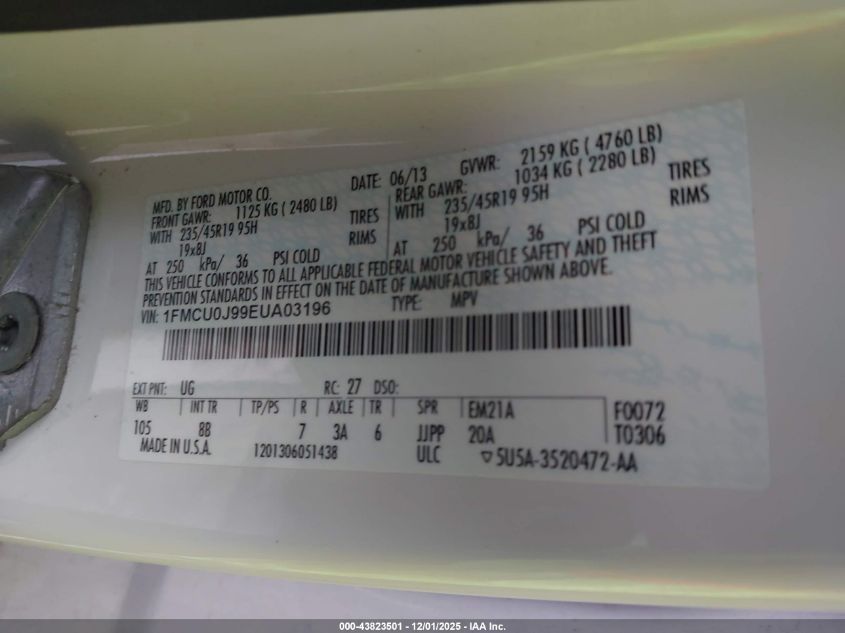 MFD. BY FORD MOTOR CO. DATE: 06/13 GVWR: 2159 KG ( 4760 LB)
FRONT GAWR: 1125 KG ( 2480 LB) REAR GAWR: 1034 KG ( 2280 LB)
WITH 235/45R19 95H TIRES WITH 235/45R19 95H TIRES
19x8J RIMS 19x8J RIMS
AT 250 kPa/ 36 PSI COLD AT 250 kPa/ 36 PSI COLD
THIS VEHICLE CONFORMS TO ALL APPLICABLE FEDERAL MOTOR VEHICLE SAFETY AND THEFT
PREVENTION STANDARDS IN EFFECT ON THE DATE OF MANUFACTURE SHOWN ABOVE.
VIN: 1FMCU0J99EUA03196 TYPE: MPV
EXT PNT: UG RC: 27 DSO:
WB INT TR TP/PS R AXLE TR SPR EM21A F0072
105 8B 7 3A 6 JJPP 20A T0306
MADE IN U.S.A. 1201306051438 ULC ▽5U5A-3520472-AA
000-43823501 - 12/01/2025 - IAA Inc.